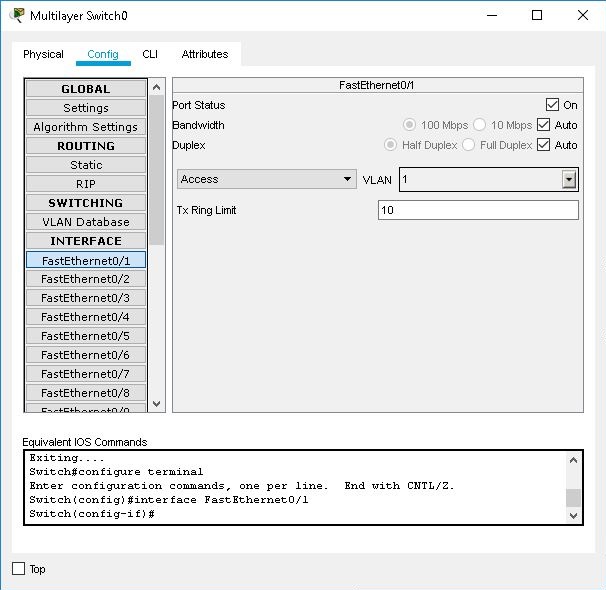 Multilayer Switch0
Physical Config CLI Attributes
GLOBAL
Settings
Algorithm Settings
ROUTING
Static
RIP
SWITCHING
VLAN Database
INTERFACE
FastEthernet0/1
FastEthernet0/2
FastEthernet0/3
FastEthernet0/4
FastEthernet0/5
FastEthernet0/6
FastEthernet0/7
FastEthernet0/8
FastEthernet0/1
Port Status On
Bandwidth 100 Mbps 10 Mbps Auto
Duplex Half Duplex Full Duplex Auto
Access VLAN 1
Tx Ring Limit 10
Equivalent IOS Commands
Exiting....
Switch#configure terminal
Enter configuration commands, one per line.  End with CNTL/Z.
Switch(config)#interface FastEthernet0/1
Switch(config-if)#
Top